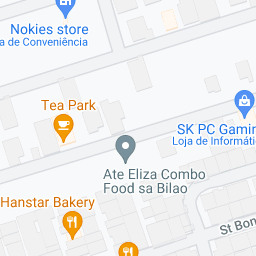 Nokies store
a de Conveniência
Tea Park
SK PC Gamin
Loja de Informáti
Ate Eliza Combo
Food sa Bilao
Hanstar Bakery
St Bon